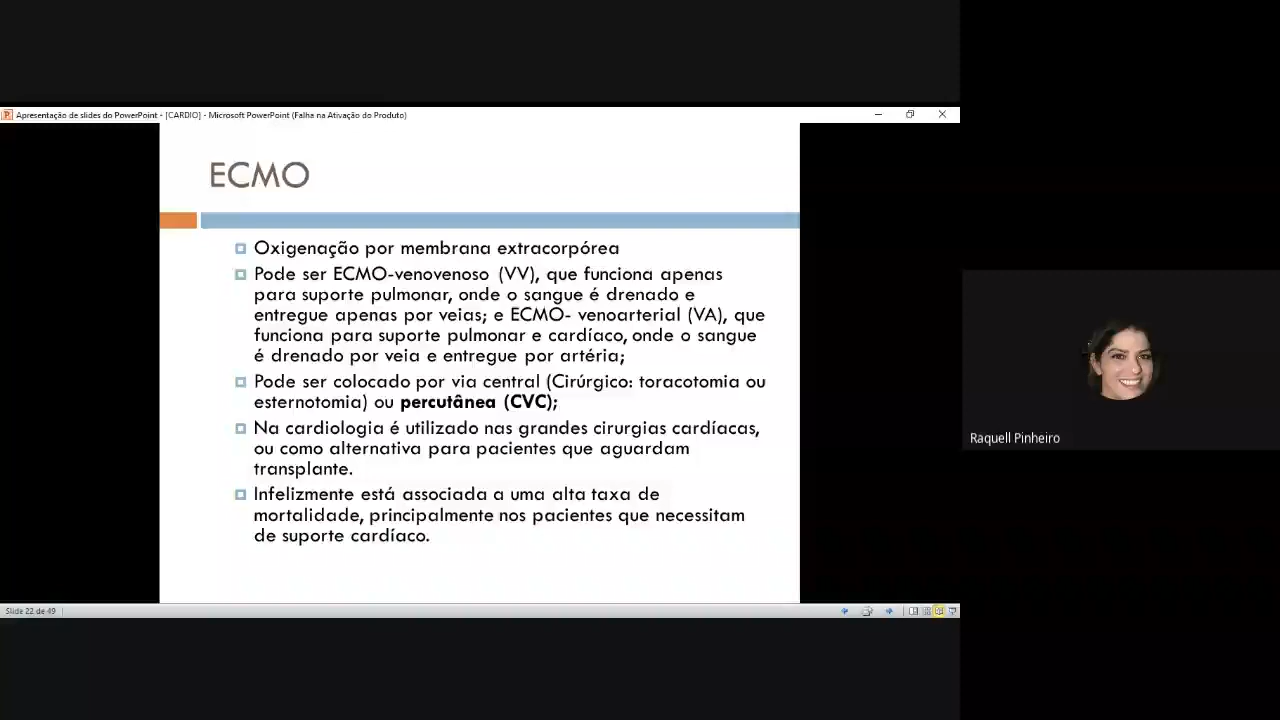 Apresentação de slides do PowerPoint - [CARDIO] - Microsoft PowerPoint (Falha na Ativação do Produto)
ECMO
Oxigenação por membrana extracorpórea
Pode ser ECMO-venovenoso (VV), que funciona apenas
para suporte pulmonar, onde o sangue é drenado e
entregue apenas por veias; e ECMO- venoarterial (VA), que
funciona para suporte pulmonar e cardíaco, onde o sangue
é drenado por veia e entregue por artéria;
Pode ser colocado por via central (Cirúrgico: toracotomia ou
esternotomia) ou percutânea (CVC);
Na cardiologia é utilizado nas grandes cirurgias cardíacas,
ou como alternativa para pacientes que aguardam
transplante.
Infelizmente está associada a uma alta taxa de
mortalidade, principalmente nos pacientes que necessitam
de suporte cardíaco.
Slide 22 de 49
Raquell Pinheiro